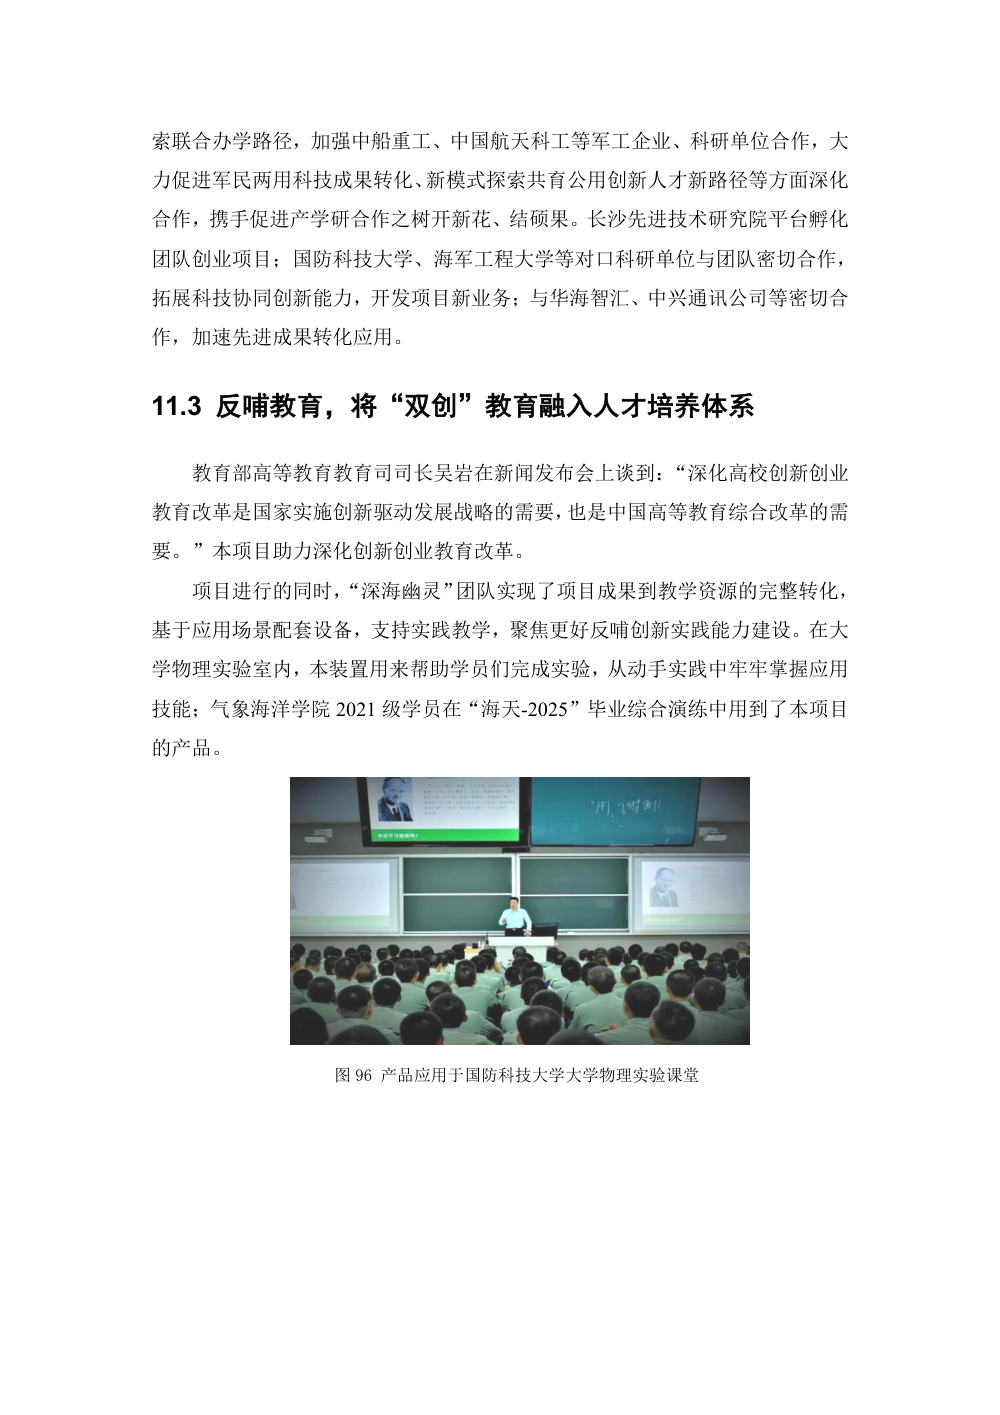 索联合办学路径，加强中船重工、中国航天科工等军工企业、科研单位合作，大
力促进军民两用科技成果转化、新模式探索共育公用创新人才新路径等方面深化
合作，携手促进产学研合作之树开新花、结硕果。长沙先进技术研究院平台孵化
团队创业项目；国防科技大学、海军工程大学等对口科研单位与团队密切合作，
拓展科技协同创新能力，开发项目新业务；与华海智汇、中兴通讯公司等密切合
作，加速先进成果转化应用。
11.3 反哺教育，将“双创”教育融入人才培养体系
教育部高等教育教育司司长吴岩在新闻发布会上谈到：“深化高校创新创业
教育改革是国家实施创新驱动发展战略的需要，也是中国高等教育综合改革的需
要。”本项目助力深化创新创业教育改革。
项目进行的同时，“深海幽灵”团队实现了项目成果到教学资源的完整转化，
基于应用场景配套设备，支持实践教学，聚焦更好反哺创新实践能力建设。在大
学物理实验室内，本装置用来帮助学员们完成实验，从动手实践中牢牢掌握应用
技能；气象海洋学院 2021 级学员在“海天-2025”毕业综合演练中用到了本项目
的产品。
图 96 产品应用于国防科技大学大学物理实验课堂